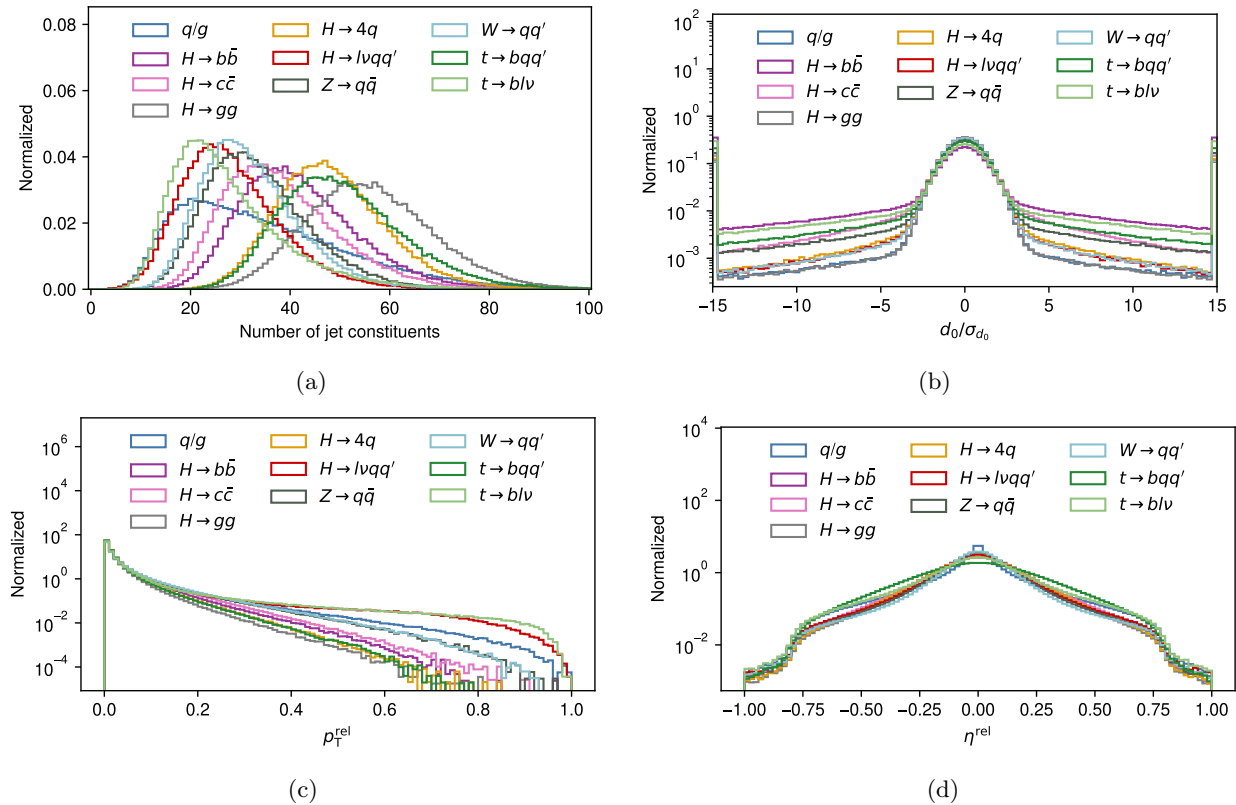 0.08
0.06
0.04
0.02
0.00
Normalized
q/g
H → bb̄
H → cc̄
H → gg
H → 4q
H → lνqq′
Z → qq̄
W → qq′
t → bqq′
t → blν
0 20 40 60 80 100
Number of jet constituents
(a)
10²
10¹
10⁰
10⁻¹
10⁻²
10⁻³
Normalized
q/g
H → bb̄
H → cc̄
H → gg
H → 4q
H → lνqq′
Z → qq̄
W → qq′
t → bqq′
t → blν
−15 −10 −5 0 5 10 15
d₀/σ_d₀
(b)
10⁶
10⁴
10²
10⁰
10⁻²
10⁻⁴
Normalized
q/g
H → bb̄
H → cc̄
H → gg
H → 4q
H → lνqq′
Z → qq̄
W → qq′
t → bqq′
t → blν
0.0 0.2 0.4 0.6 0.8 1.0
p_T^rel
(c)
10⁴
10²
10⁰
10⁻²
Normalized
q/g
H → bb̄
H → cc̄
H → gg
H → 4q
H → lνqq′
Z → qq̄
W → qq′
t → bqq′
t → blν
−1.00 −0.75 −0.50 −0.25 0.00 0.25 0.50 0.75 1.00
η^rel
(d)